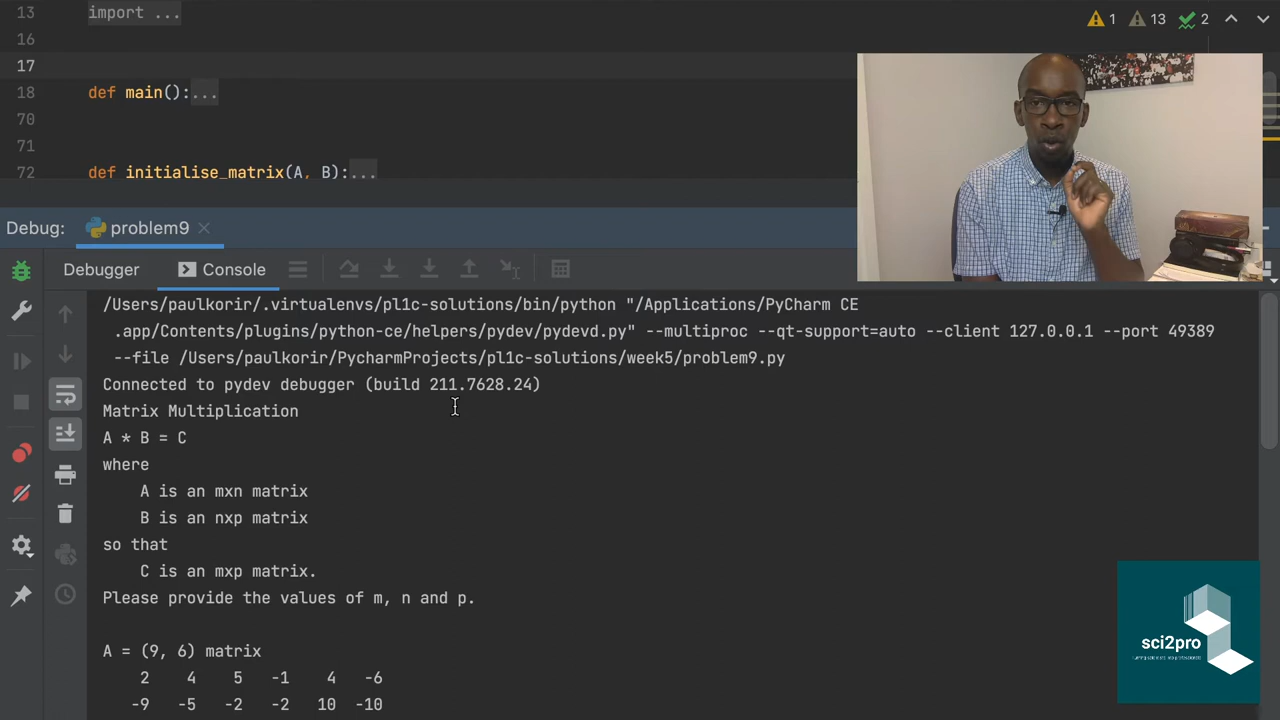 13 import ...
1 13 2
16
17
18 def main():...
70
71
72 def initialise_matrix(A, B):...
Debug: problem9
Debugger Console
/Users/paulkorir/.virtualenvs/pl1c-solutions/bin/python "/Applications/PyCharm CE
.app/Contents/plugins/python-ce/helpers/pydev/pydevd.py" --multiproc --qt-support=auto --client 127.0.0.1 --port 49389
--file /Users/paulkorir/PycharmProjects/pl1c-solutions/week5/problem9.py
Connected to pydev debugger (build 211.7628.24)
Matrix Multiplication
A * B = C
where
A is an mxn matrix
B is an nxp matrix
so that
C is an mxp matrix.
Please provide the values of m, n and p.
A = (9, 6) matrix
2 4 5 -1 4 -6
-9 -5 -2 -2 10 -10
sci2pro